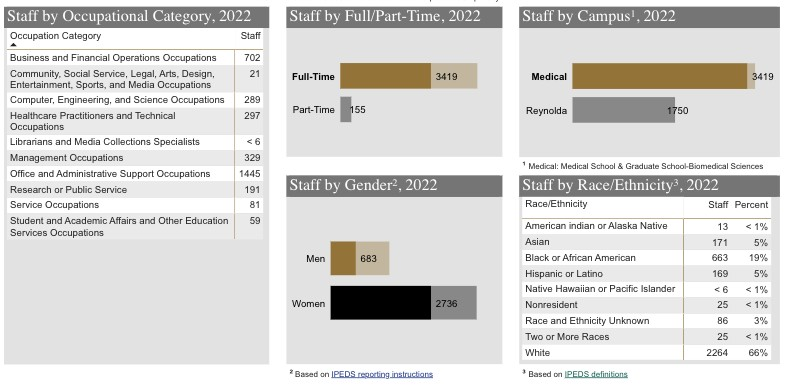 Staff by Occupational Category, 2022
Occupation Category Staff
Business and Financial Operations Occupations 702
Community, Social Service, Legal, Arts, Design,
Entertainment, Sports, and Media Occupations 21
Computer, Engineering, and Science Occupations 289
Healthcare Practitioners and Technical
Occupations 297
Librarians and Media Collections Specialists < 6
Management Occupations 329
Office and Administrative Support Occupations 1445
Research or Public Service 191
Service Occupations 81
Student and Academic Affairs and Other Education
Services Occupations 59
Staff by Full/Part-Time, 2022
Full-Time 3419
Part-Time 155
Staff by Campus¹, 2022
Medical 3419
Reynolda 1750
¹ Medical: Medical School & Graduate School-Biomedical Sciences
Staff by Gender², 2022
Men 683
Women 2736
² Based on IPEDS reporting instructions
Staff by Race/Ethnicity³, 2022
Race/Ethnicity Staff Percent
American indian or Alaska Native 13 < 1%
Asian 171 5%
Black or African American 663 19%
Hispanic or Latino 169 5%
Native Hawaiian or Pacific Islander < 6 < 1%
Nonresident 25 < 1%
Race and Ethnicity Unknown 86 3%
Two or More Races 25 < 1%
White 2264 66%
³ Based on IPEDS definitions